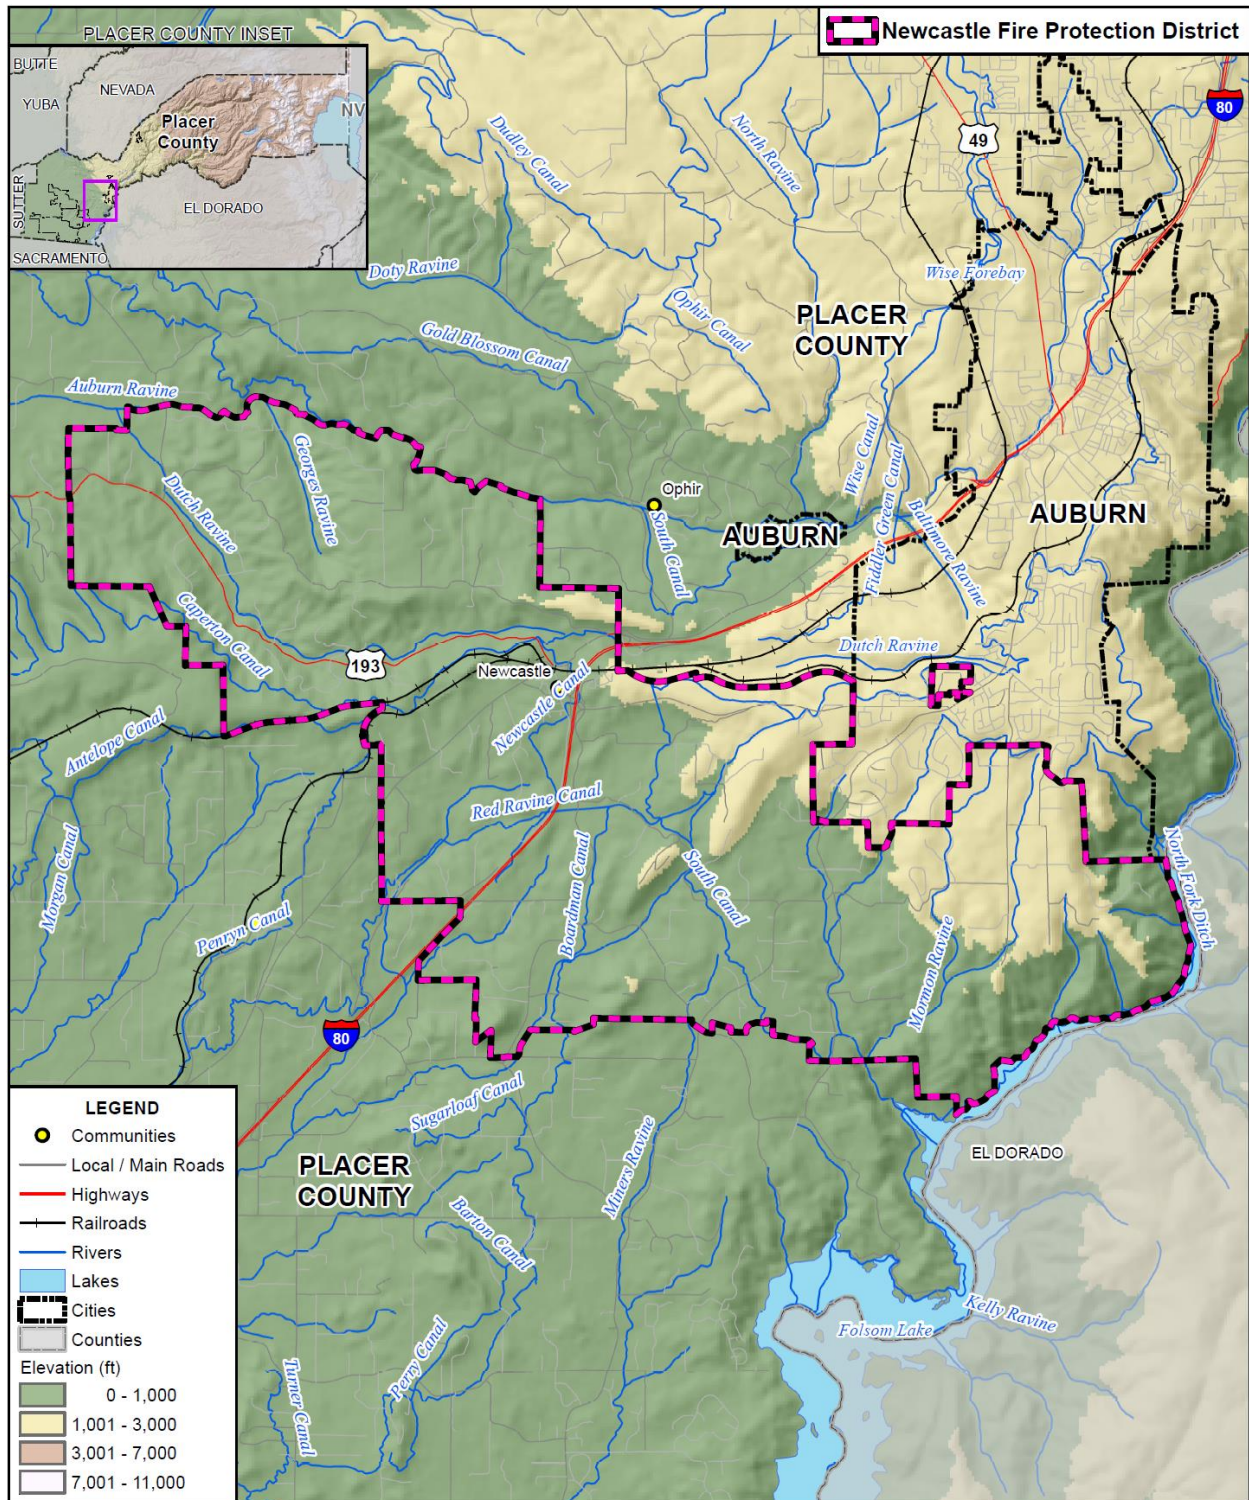 PLACER COUNTY INSET
Newcastle Fire Protection District
BUTTE
YUBA
NEVADA
NV
Placer
County
SUTTER
EL DORADO
SACRAMENTO
80
49
Dudley Canal
North Ravine
Doty Ravine
Wise Forebay
Ophir Canal
PLACER
COUNTY
Gold Blossom Canal
Auburn Ravine
Georges Ravine
Dutch Ravine
Wise Canal
Fiddler Green Canal
Baltimore Ravine
Ophir
South Canal
AUBURN
AUBURN
Caperton Canal
193
Newcastle
Newcastle Canal
Dutch Ravine
Antelope Canal
Red Ravine Canal
Morgan Canal
Boardman Canal
South Canal
North Fork Ditch
Penryn Canal
Mormon Ravine
80
Sugarloaf Canal
Miners Ravine
EL DORADO
PLACER
COUNTY
Barton Canal
Kelly Ravine
Folsom Lake
Perry Canal
Turner Canal
LEGEND
Communities
Local / Main Roads
Highways
Railroads
Rivers
Lakes
Cities
Counties
Elevation (ft)
0 - 1,000
1,001 - 3,000
3,001 - 7,000
7,001 - 11,000